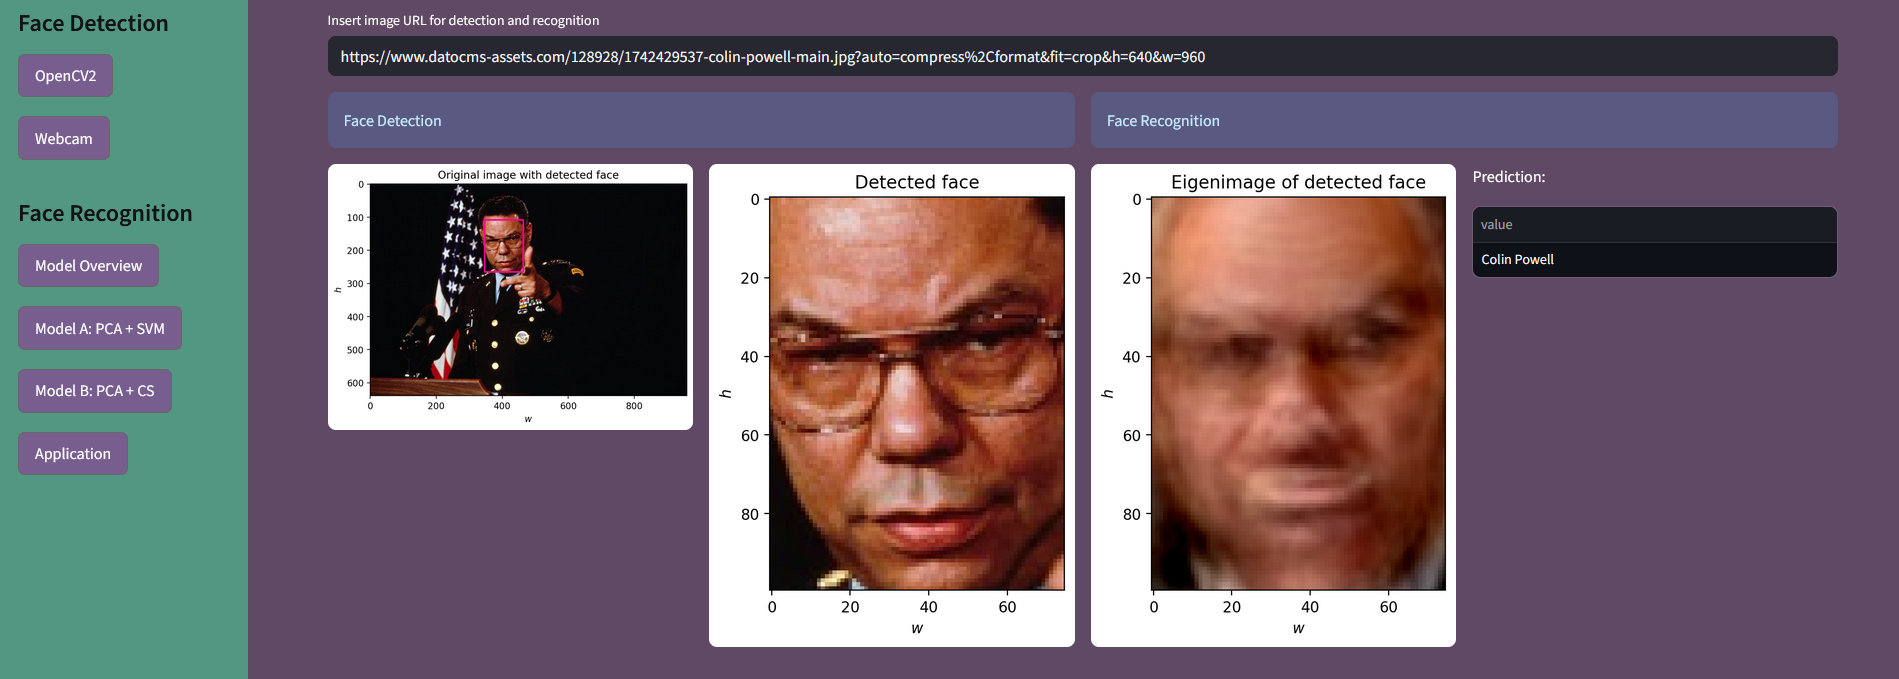 Face Detection
OpenCV2
Webcam
Face Recognition
Model Overview
Model A: PCA + SVM
Model B: PCA + CS
Application
Insert image URL for detection and recognition
https://www.datocms-assets.com/128928/1742429537-colin-powell-main.jpg?auto=compress%2Cformat&fit=crop&h=640&w=960
Face Detection
Face Recognition
Original image with detected face
0
100
200
300
400
500
600
h
0 200 400 600 800
w
Detected face
0
20
40
60
80
h
0 20 40 60
w
Eigenimage of detected face
0
20
40
60
80
h
0 20 40 60
w
Prediction:
value
Colin Powell